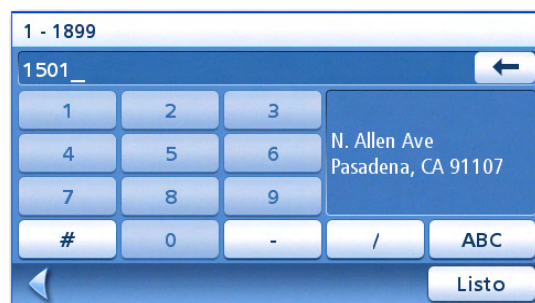 1 - 1899
1501_
1 2 3
4 5 6
7 8 9
N. Allen Ave
Pasadena, CA 91107
# 0 - / ABC
Listo